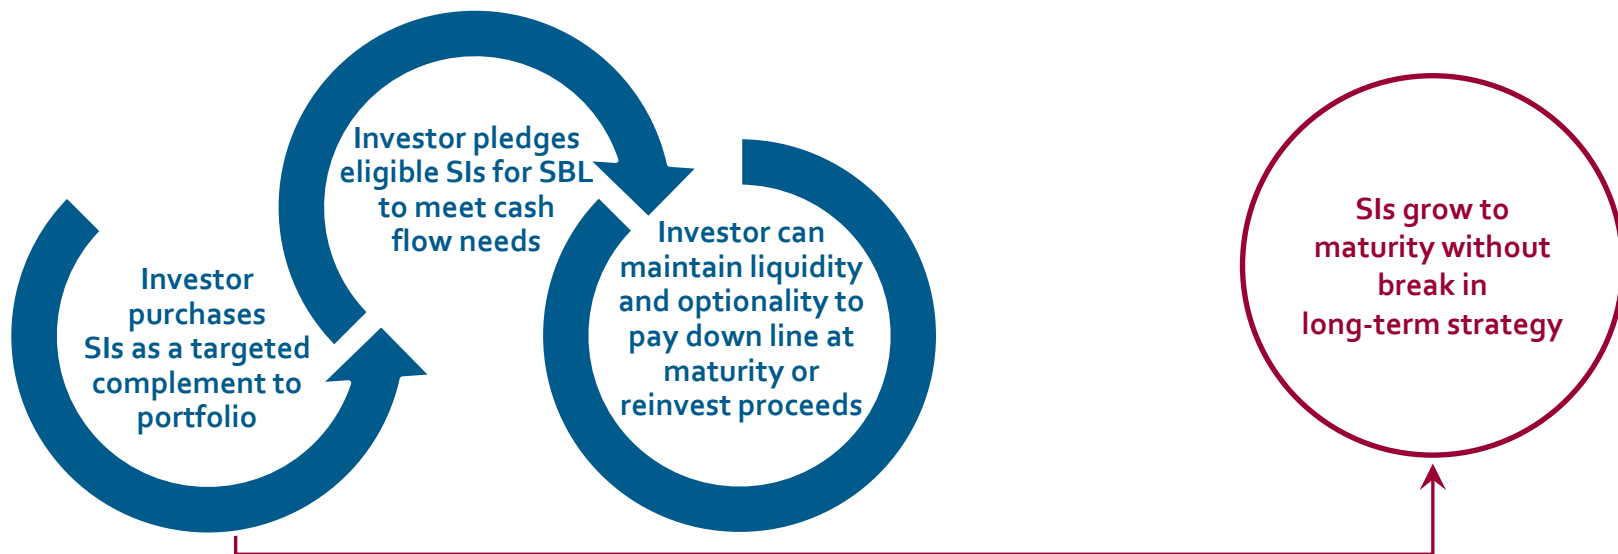 Investor
purchases
SIs as a targeted
complement to
portfolio
Investor pledges
eligible SIs for SBL
to meet cash
flow needs
Investor can
maintain liquidity
and optionality to
pay down line at
maturity or
reinvest proceeds
SIs grow to
maturity without
break in
long-term strategy